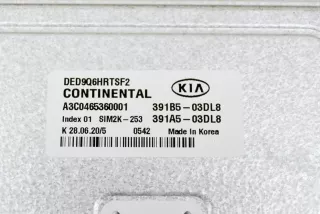 DED9Q6HRTSF2
CONTINENTAL KIA
A3C0465360001 391B5-03DL8
Index 01 SIM2K-253 391A5-03DL8
K 28.06.20/5 0542 Made In Korea